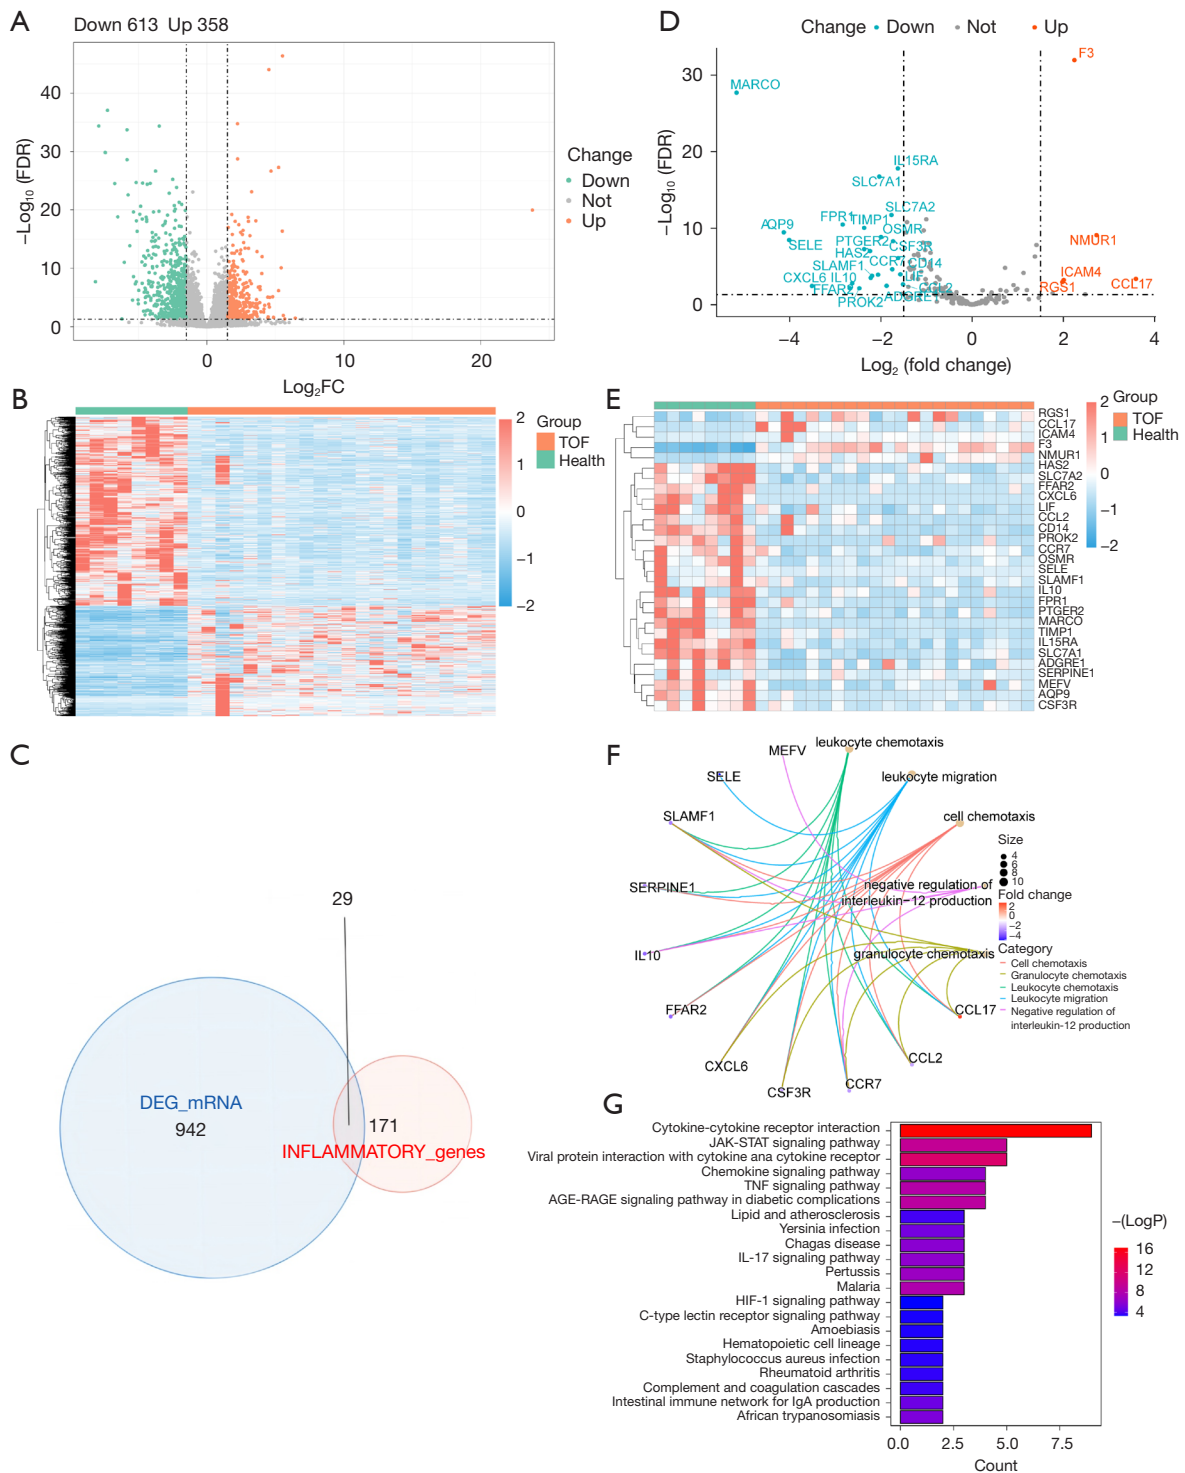 A
Down 613 Up 358
−Log10 (FDR)
40
30
20
10
0
0
10
20
Log2FC
Change
Down
Not
Up
D
Change
Down
Not
Up
−Log10 (FDR)
30
20
10
0
−4
−2
0
2
4
Log2 (fold change)
F3
MARCO
IL15RA
SLC7A1
SLC7A2
FPR1
TIMP1
AQP9
OSMR
SELE
PTGER2
CSF3R
HAS2
CCR7
CD14
SLAMF1
CXCL6
IL10
LIF
FFAR2
CCL2
ADGRE1
PROK2
NMUR1
ICAM4
RGS1
CCL17
B
2
1
0
−1
−2
Group
TOF
Health
E
RGS1
CCL17
ICAM4
F3
NMUR1
HAS2
SLC7A2
FFAR2
CXCL6
LIF
CCL2
CD14
PROK2
CCR7
OSMR
SELE
SLAMF1
IL10
FPR1
PTGER2
MARCO
TIMP1
IL15RA
SLC7A1
ADGRE1
SERPINE1
MEFV
AQP9
CSF3R
2
1
0
−1
−2
Group
TOF
Health
C
29
DEG_mRNA
942
171
INFLAMMATORY_genes
F
MEFV
leukocyte chemotaxis
SELE
leukocyte migration
SLAMF1
cell chemotaxis
SERPINE1
negative regulation of
interleukin−12 production
IL10
granulocyte chemotaxis
FFAR2
CCL17
CXCL6
CCL2
CSF3R
CCR7
Size
4
6
8
10
Fold change
2
0
−2
−4
Category
Cell chemotaxis
Granulocyte chemotaxis
Leukocyte chemotaxis
Leukocyte migration
Negative regulation of
interleukin-12 production
G
Cytokine-cytokine receptor interaction
JAK-STAT signaling pathway
Viral protein interaction with cytokine ana cytokine receptor
Chemokine signaling pathway
TNF signaling pathway
AGE-RAGE signaling pathway in diabetic complications
Lipid and atherosclerosis
Yersinia infection
Chagas disease
IL-17 signaling pathway
Pertussis
Malaria
HIF-1 signaling pathway
C-type lectin receptor signaling pathway
Amoebiasis
Hematopoietic cell lineage
Staphylococcus aureus infection
Rheumatoid arthritis
Complement and coagulation cascades
Intestinal immune network for IgA production
African trypanosomiasis
0.0
2.5
5.0
7.5
Count
−(LogP)
16
12
8
4